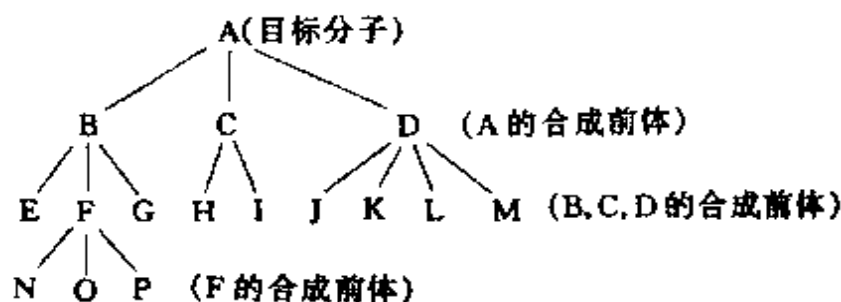 A(目标分子)
B C D (A的合成前体)
E F G H I J K L M (B,C,D的合成前体)
N O P (F的合成前体)